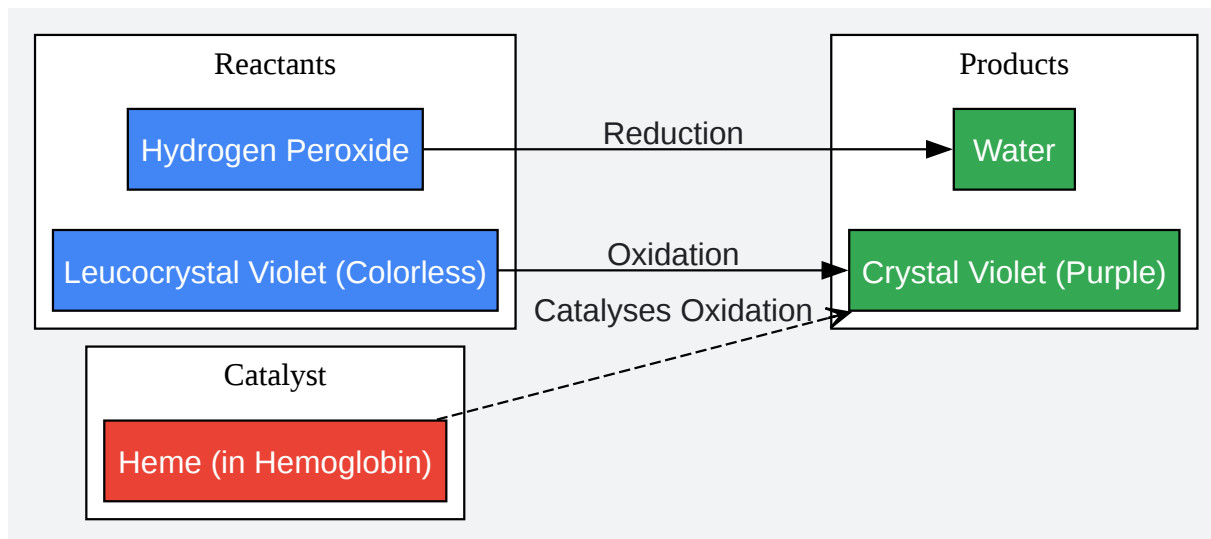 Reactants
Products
Hydrogen Peroxide
Reduction
Water
Leucocrystal Violet (Colorless)
Oxidation
Crystal Violet (Purple)
Catalyses Oxidation
Catalyst
Heme (in Hemoglobin)